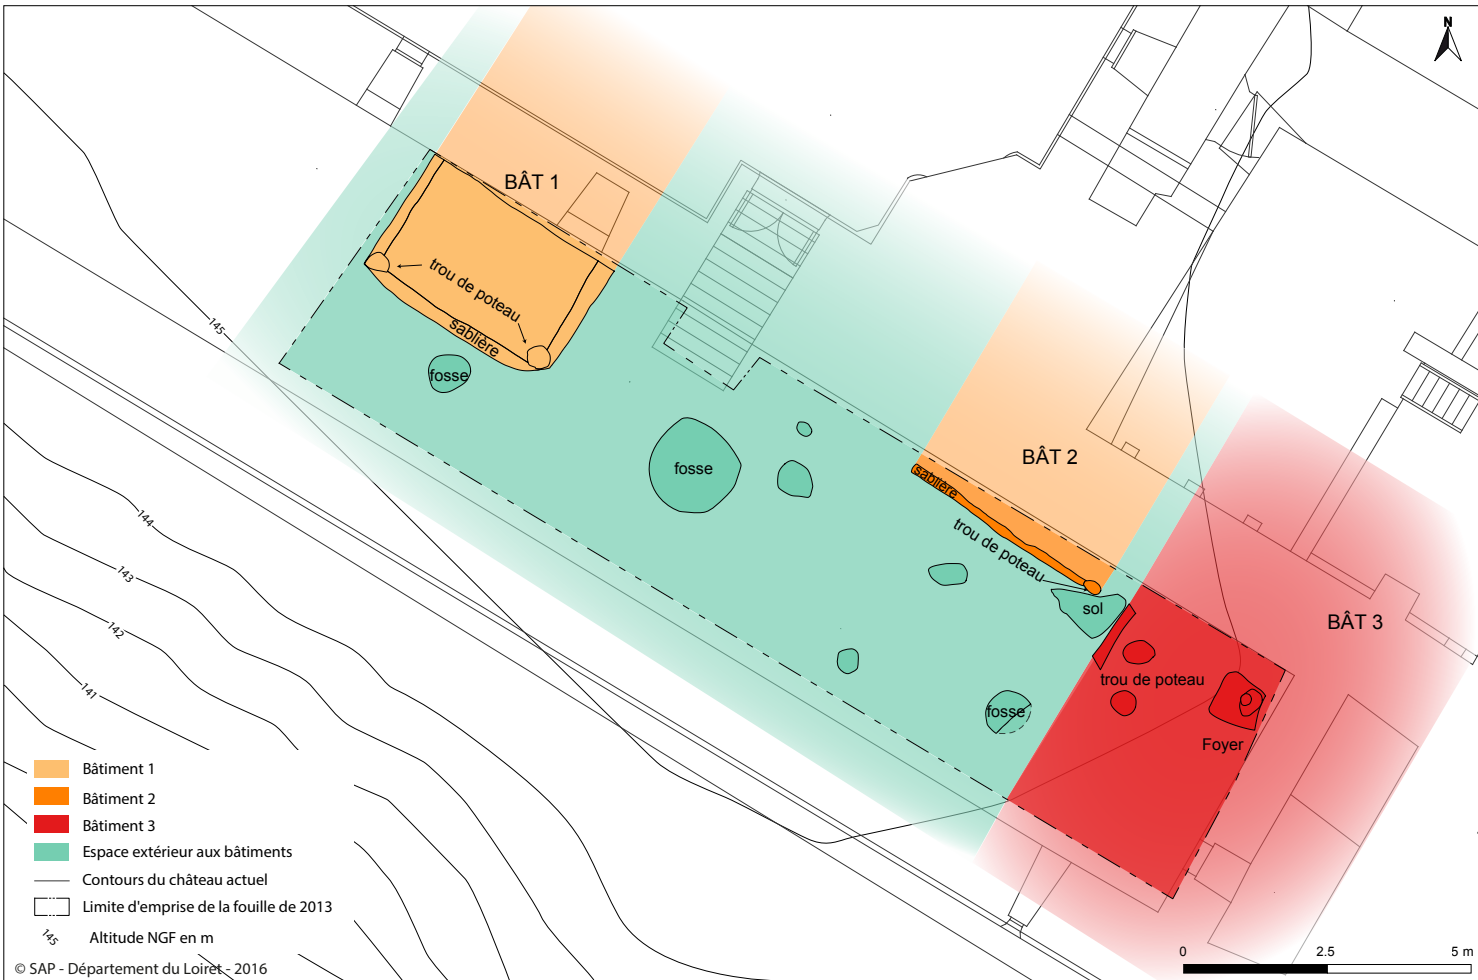 N
BÂT 1
trou de poteau
sablière
fosse
145
fosse
BÂT 2
sablière
trou de poteau
sol
BÂT 3
trou de poteau
fosse
Foyer
144
143
142
141
Bâtiment 1
Bâtiment 2
Bâtiment 3
Espace extérieur aux bâtiments
Contours du château actuel
Limite d'emprise de la fouille de 2013
145 Altitude NGF en m
© SAP - Département du Loiret - 2016
0 2.5 5 m